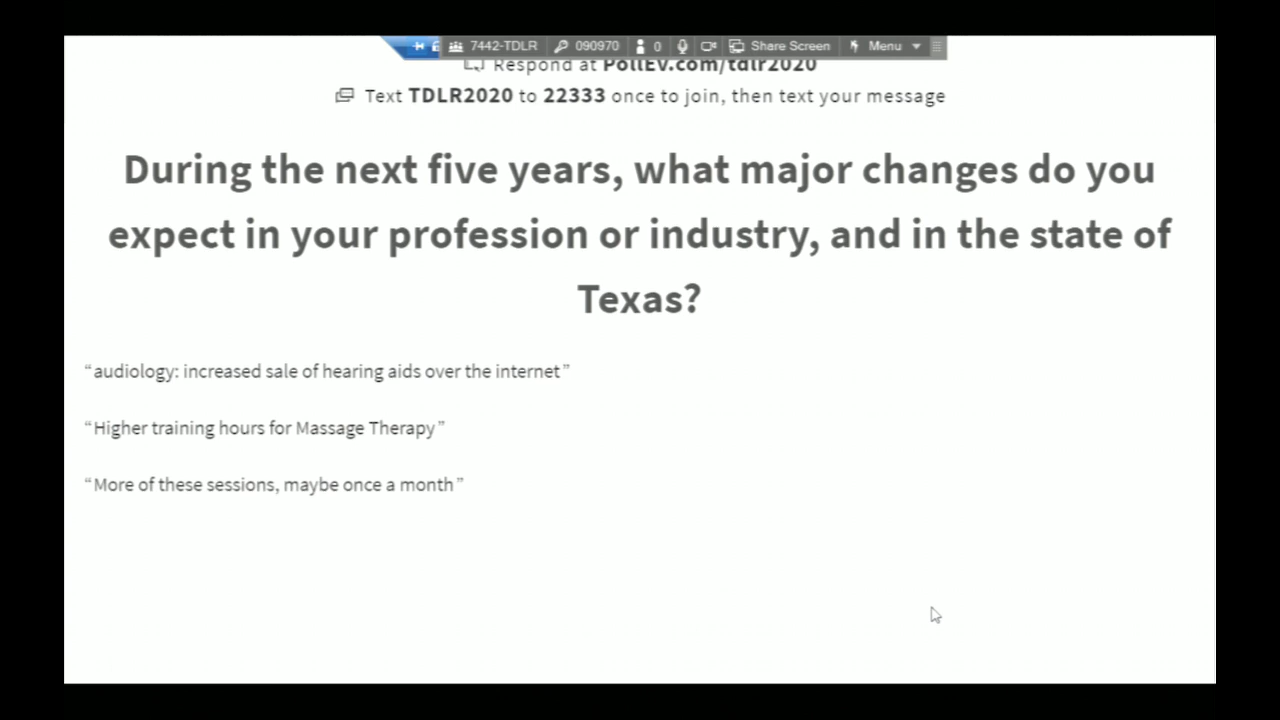 7442-TDLR 090970 0 Share Screen Menu
Respond at PollEv.com/tdlr2020
Text TDLR2020 to 22333 once to join, then text your message
During the next five years, what major changes do you
expect in your profession or industry, and in the state of
Texas?
“audiology: increased sale of hearing aids over the internet”
“Higher training hours for Massage Therapy”
“More of these sessions, maybe once a month”